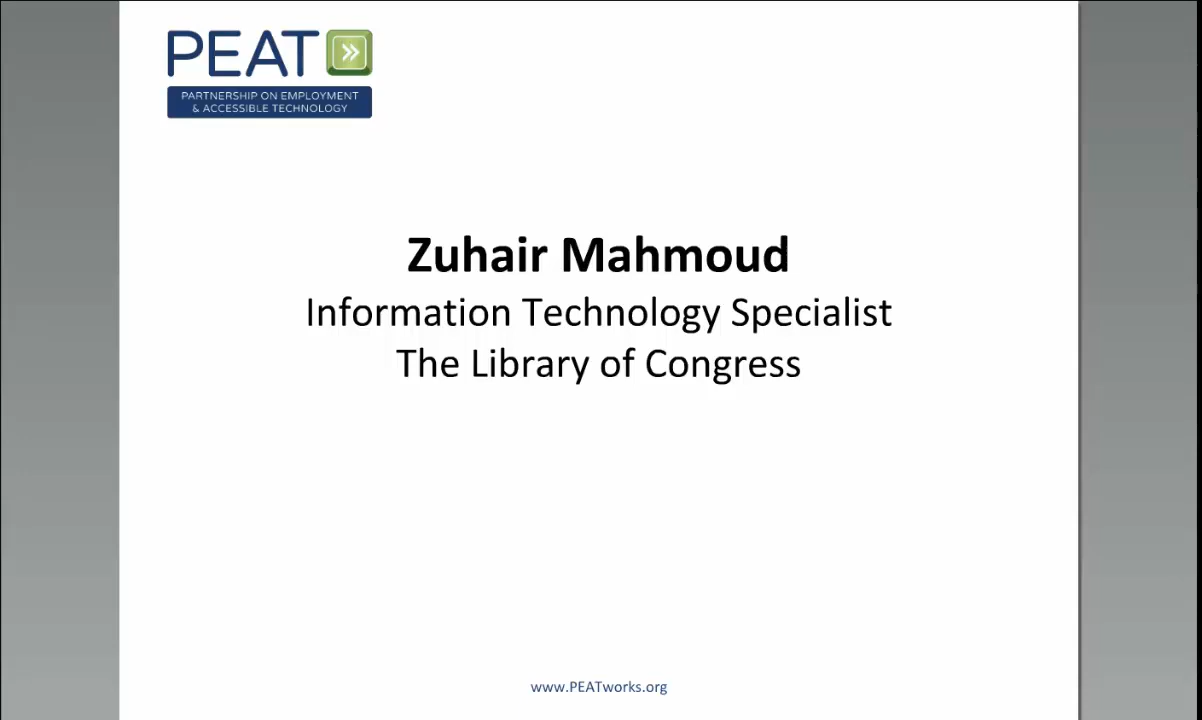 PEAT
PARTNERSHIP ON EMPLOYMENT
& ACCESSIBLE TECHNOLOGY
Zuhair Mahmoud
Information Technology Specialist
The Library of Congress
www.PEATworks.org